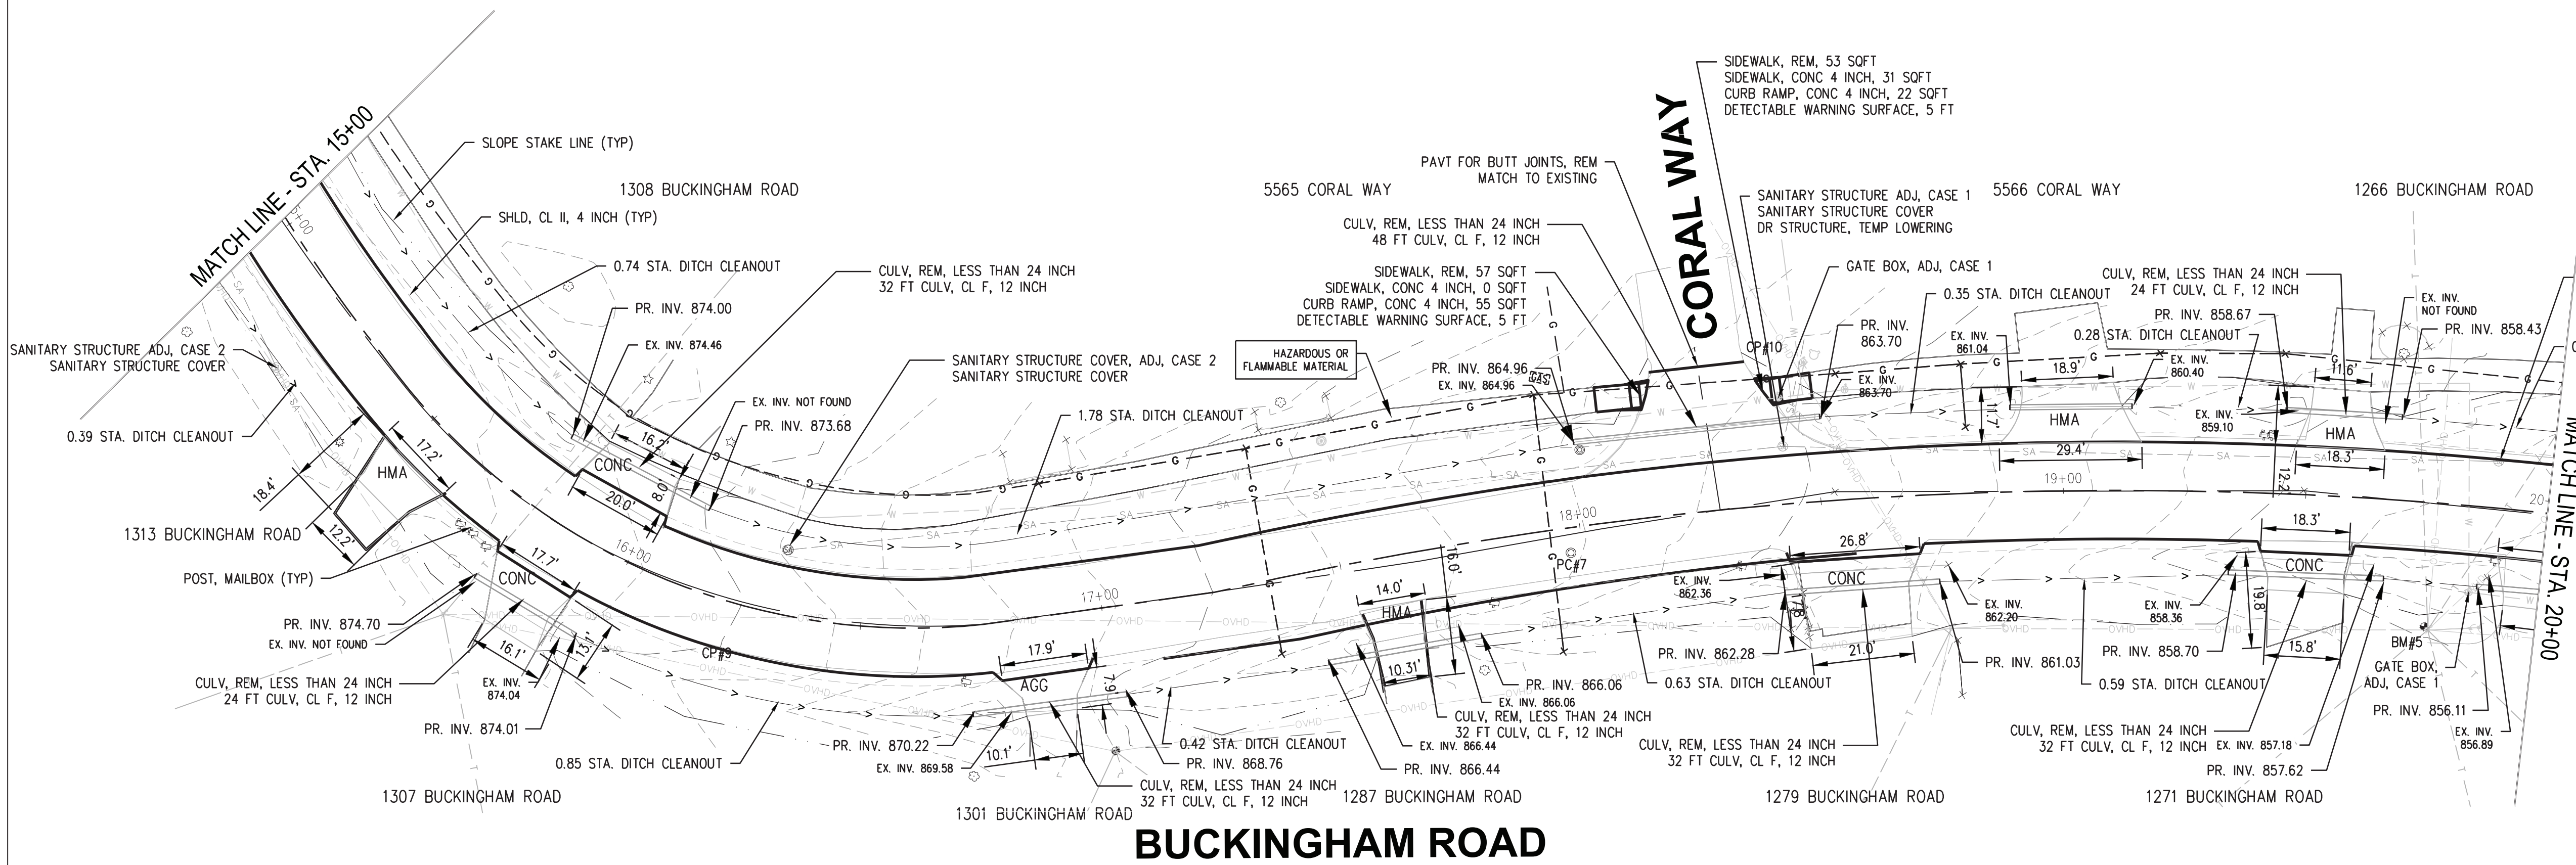 MATCH LINE - STA. 15+00
SLOPE STAKE LINE (TYP)
1308 BUCKINGHAM ROAD
SHLD, CL II, 4 INCH (TYP)
0.74 STA. DITCH CLEANOUT
PR. INV. 874.00
EX. INV. 874.46
CULV, REM, LESS THAN 24 INCH
32 FT CULV, CL F, 12 INCH
SANITARY STRUCTURE ADJ, CASE 2
SANITARY STRUCTURE COVER
0.39 STA. DITCH CLEANOUT
18.4'
17.2'
HMA
12.2'
1313 BUCKINGHAM ROAD
POST, MAILBOX (TYP)
CONC
16.2'
20.0'
8.0'
EX. INV. NOT FOUND
PR. INV. 873.68
SANITARY STRUCTURE COVER, ADJ, CASE 2
SANITARY STRUCTURE COVER
1.78 STA. DITCH CLEANOUT
HAZARDOUS OR
FLAMMABLE MATERIAL
5565 CORAL WAY
SIDEWALK, REM, 53 SQFT
SIDEWALK, CONC 4 INCH, 31 SQFT
CURB RAMP, CONC 4 INCH, 22 SQFT
DETECTABLE WARNING SURFACE, 5 FT
CORAL WAY
PAVT FOR BUTT JOINTS, REM
MATCH TO EXISTING
CULV, REM, LESS THAN 24 INCH
48 FT CULV, CL F, 12 INCH
SIDEWALK, REM, 57 SQFT
SIDEWALK, CONC 4 INCH, 0 SQFT
CURB RAMP, CONC 4 INCH, 55 SQFT
DETECTABLE WARNING SURFACE, 5 FT
PR. INV. 864.96
EX. INV. 864.96
SANITARY STRUCTURE ADJ, CASE 1
SANITARY STRUCTURE COVER
DR STRUCTURE, TEMP LOWERING
5566 CORAL WAY
1266 BUCKINGHAM ROAD
GATE BOX, ADJ, CASE 1
0.35 STA. DITCH CLEANOUT
CP#10
PR. INV.
863.70
EX. INV.
863.70
EX. INV.
861.04
CULV, REM, LESS THAN 24 INCH
24 FT CULV, CL F, 12 INCH
PR. INV. 858.67
0.28 STA. DITCH CLEANOUT
EX. INV.
NOT FOUND
PR. INV. 858.43
18.9'
EX. INV.
860.40
11.6'
11.7'
HMA
29.4'
EX. INV.
859.10
HMA
18.3'
12.2'
MATCH LINE - STA. 20+00
5+00
16+00
17+00
18+00
19+00
20+
17.7'
CONC
PR. INV. 874.70
EX. INV. NOT FOUND
16.1'
13.1'
EX. INV.
874.04
CULV, REM, LESS THAN 24 INCH
24 FT CULV, CL F, 12 INCH
PR. INV. 874.01
0.85 STA. DITCH CLEANOUT
1307 BUCKINGHAM ROAD
CP#9
17.9'
AGG
7.9'
PR. INV. 870.22
EX. INV. 869.58
10.1'
0.42 STA. DITCH CLEANOUT
PR. INV. 868.76
CULV, REM, LESS THAN 24 INCH
32 FT CULV, CL F, 12 INCH
1301 BUCKINGHAM ROAD
14.0'
HMA
16.0'
10.31'
PR. INV. 866.06
EX. INV. 866.06
CULV, REM, LESS THAN 24 INCH
32 FT CULV, CL F, 12 INCH
EX. INV. 866.44
PR. INV. 866.44
1287 BUCKINGHAM ROAD
PC#7
26.8'
EX. INV.
862.36
CONC
17.8'
PR. INV. 862.28
21.0'
0.63 STA. DITCH CLEANOUT
EX. INV.
862.20
PR. INV. 861.03
CULV, REM, LESS THAN 24 INCH
32 FT CULV, CL F, 12 INCH
1279 BUCKINGHAM ROAD
18.3'
CONC
19.8'
15.8'
EX. INV.
858.36
PR. INV. 858.70
0.59 STA. DITCH CLEANOUT
CULV, REM, LESS THAN 24 INCH
32 FT CULV, CL F, 12 INCH
EX. INV. 857.18
PR. INV. 857.62
1271 BUCKINGHAM ROAD
BM#5
GATE BOX,
ADJ, CASE 1
PR. INV. 856.11
EX. INV.
856.89
BUCKINGHAM ROAD